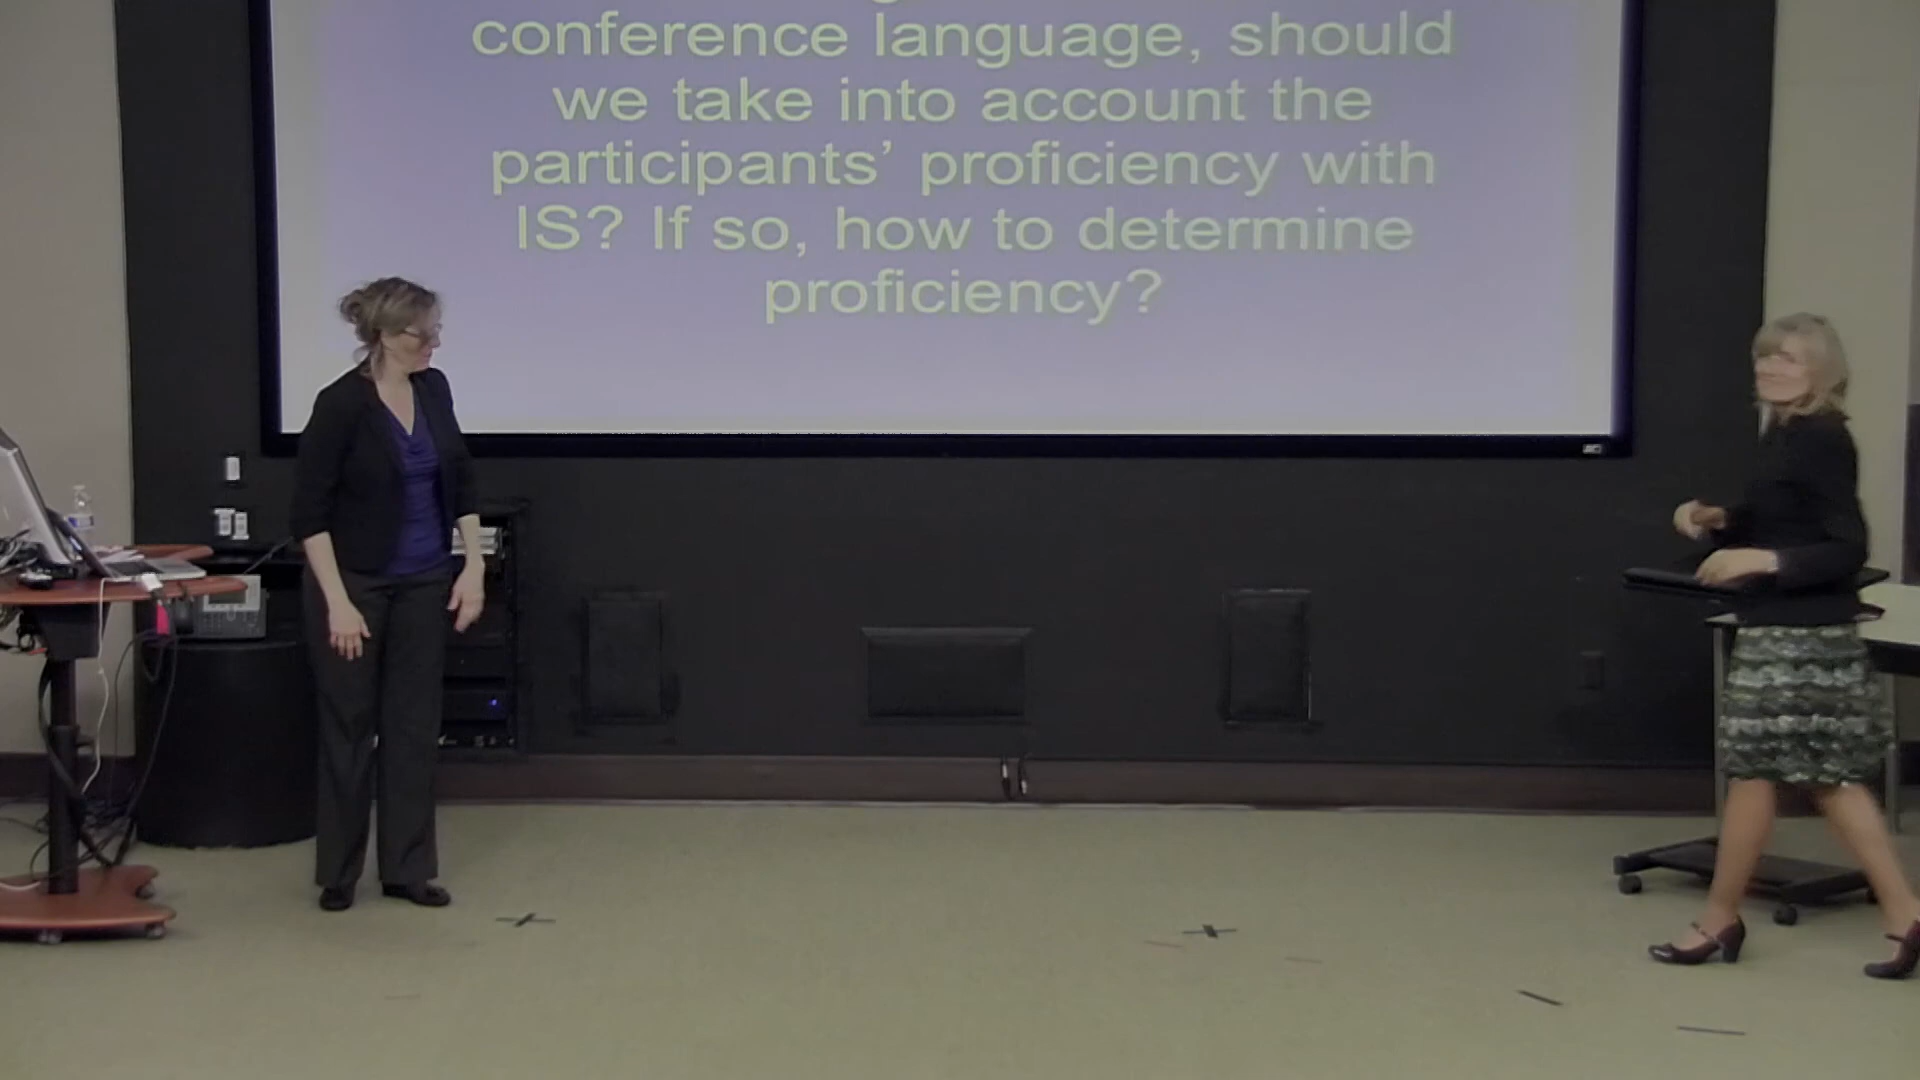 conference language, should
we take into account the
participants’ proficiency with
IS? If so, how to determine
proficiency?